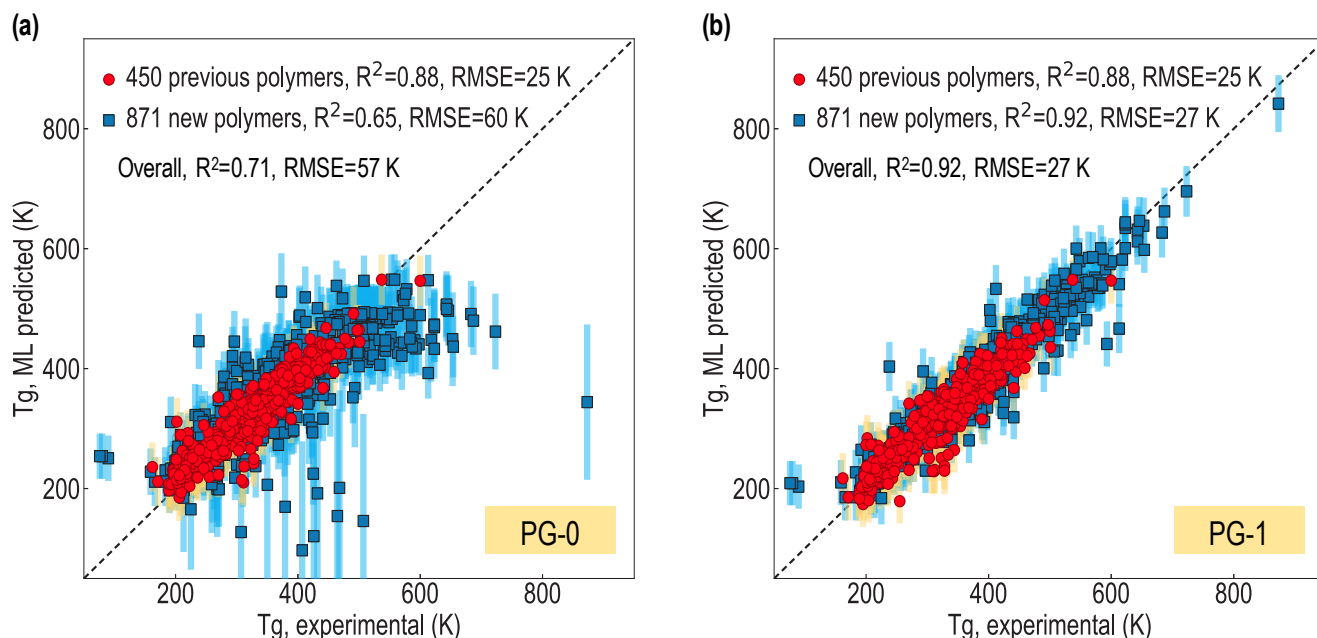 (a)
450 previous polymers, R²=0.88, RMSE=25 K
871 new polymers, R²=0.65, RMSE=60 K
Overall, R²=0.71, RMSE=57 K
800
600
400
200
Tg, ML predicted (K)
PG-0
200 400 600 800
Tg, experimental (K)
(b)
450 previous polymers, R²=0.88, RMSE=25 K
871 new polymers, R²=0.92, RMSE=27 K
Overall, R²=0.92, RMSE=27 K
800
600
400
200
Tg, ML predicted (K)
PG-1
200 400 600 800
Tg, experimental (K)